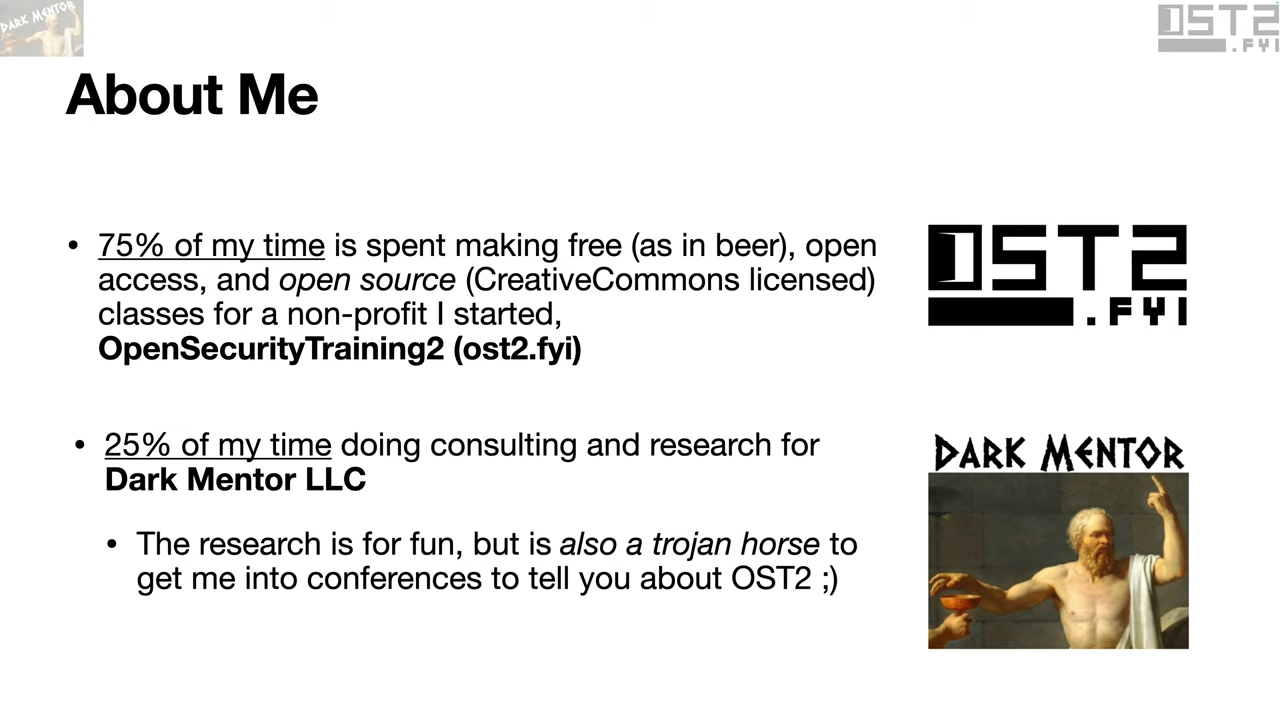 DARK MENTOR
OST2
.FYI
About Me
• 75% of my time is spent making free (as in beer), open
access, and open source (CreativeCommons licensed)
classes for a non-profit I started,
OpenSecurityTraining2 (ost2.fyi)
OST2
.FYI
• 25% of my time doing consulting and research for
Dark Mentor LLC
• The research is for fun, but is also a trojan horse to
get me into conferences to tell you about OST2 ;)
DARK MENTOR